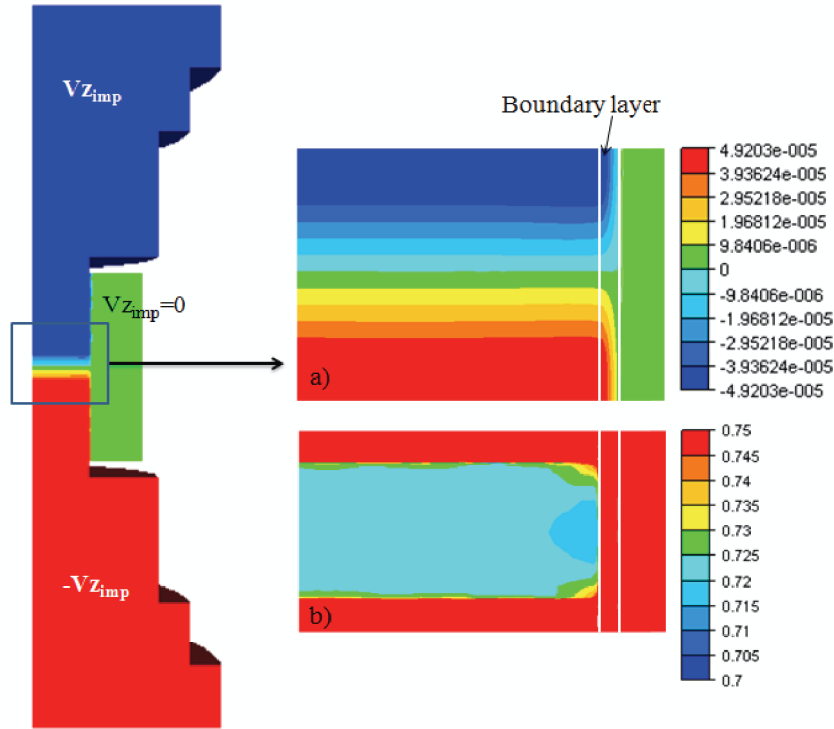 Vzimp
Vzimp=0
-Vzimp
Boundary layer
a)
4.9203e-005
3.93624e-005
2.95218e-005
1.96812e-005
9.8406e-006
0
-9.8406e-006
-1.96812e-005
-2.95218e-005
-3.93624e-005
-4.9203e-005
b)
0.75
0.745
0.74
0.735
0.73
0.725
0.72
0.715
0.71
0.705
0.7